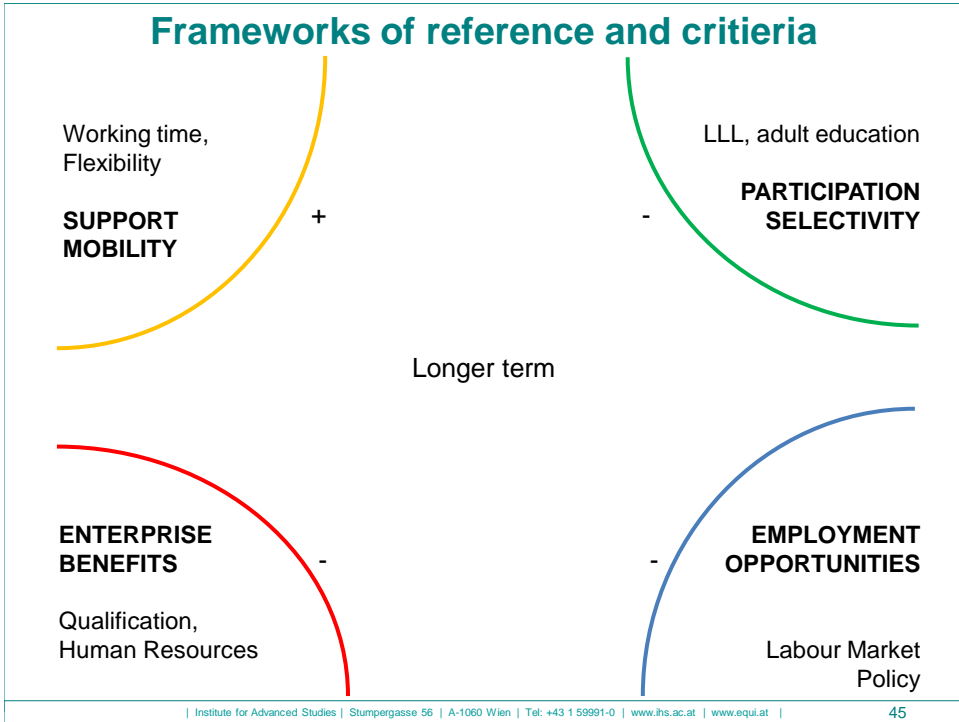 Frameworks of reference and critieria
Working time,
Flexibility
SUPPORT
MOBILITY
+
LLL, adult education
PARTICIPATION
SELECTIVITY
-
Longer term
ENTERPRISE
BENEFITS
-
Qualification,
Human Resources
EMPLOYMENT
OPPORTUNITIES
-
Labour Market
Policy
| Institute for Advanced Studies | Stumpergasse 56 | A-1060 Wien | Tel: +43 1 59991-0 | www.ihs.ac.at | www.equi.at |
45